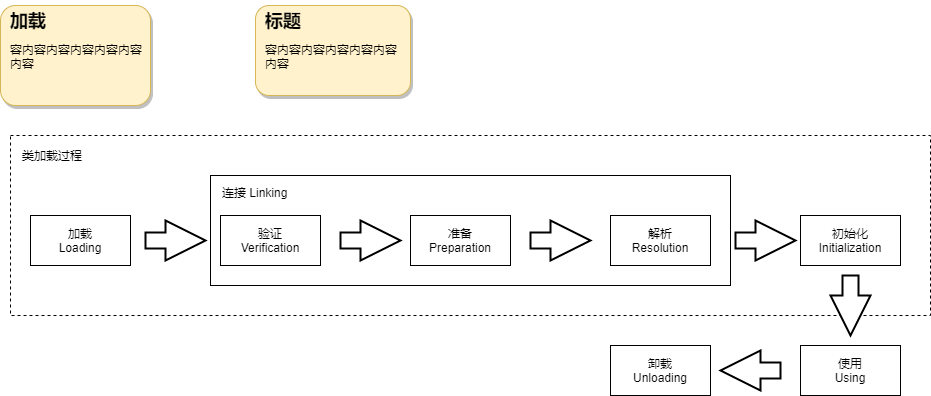 加载
容内容内容内容内容内容
内容
标题
容内容内容内容内容内容
内容
类加载过程
连接 Linking
加载
Loading
验证
Verification
准备
Preparation
解析
Resolution
初始化
Initialization
卸载
Unloading
使用
Using